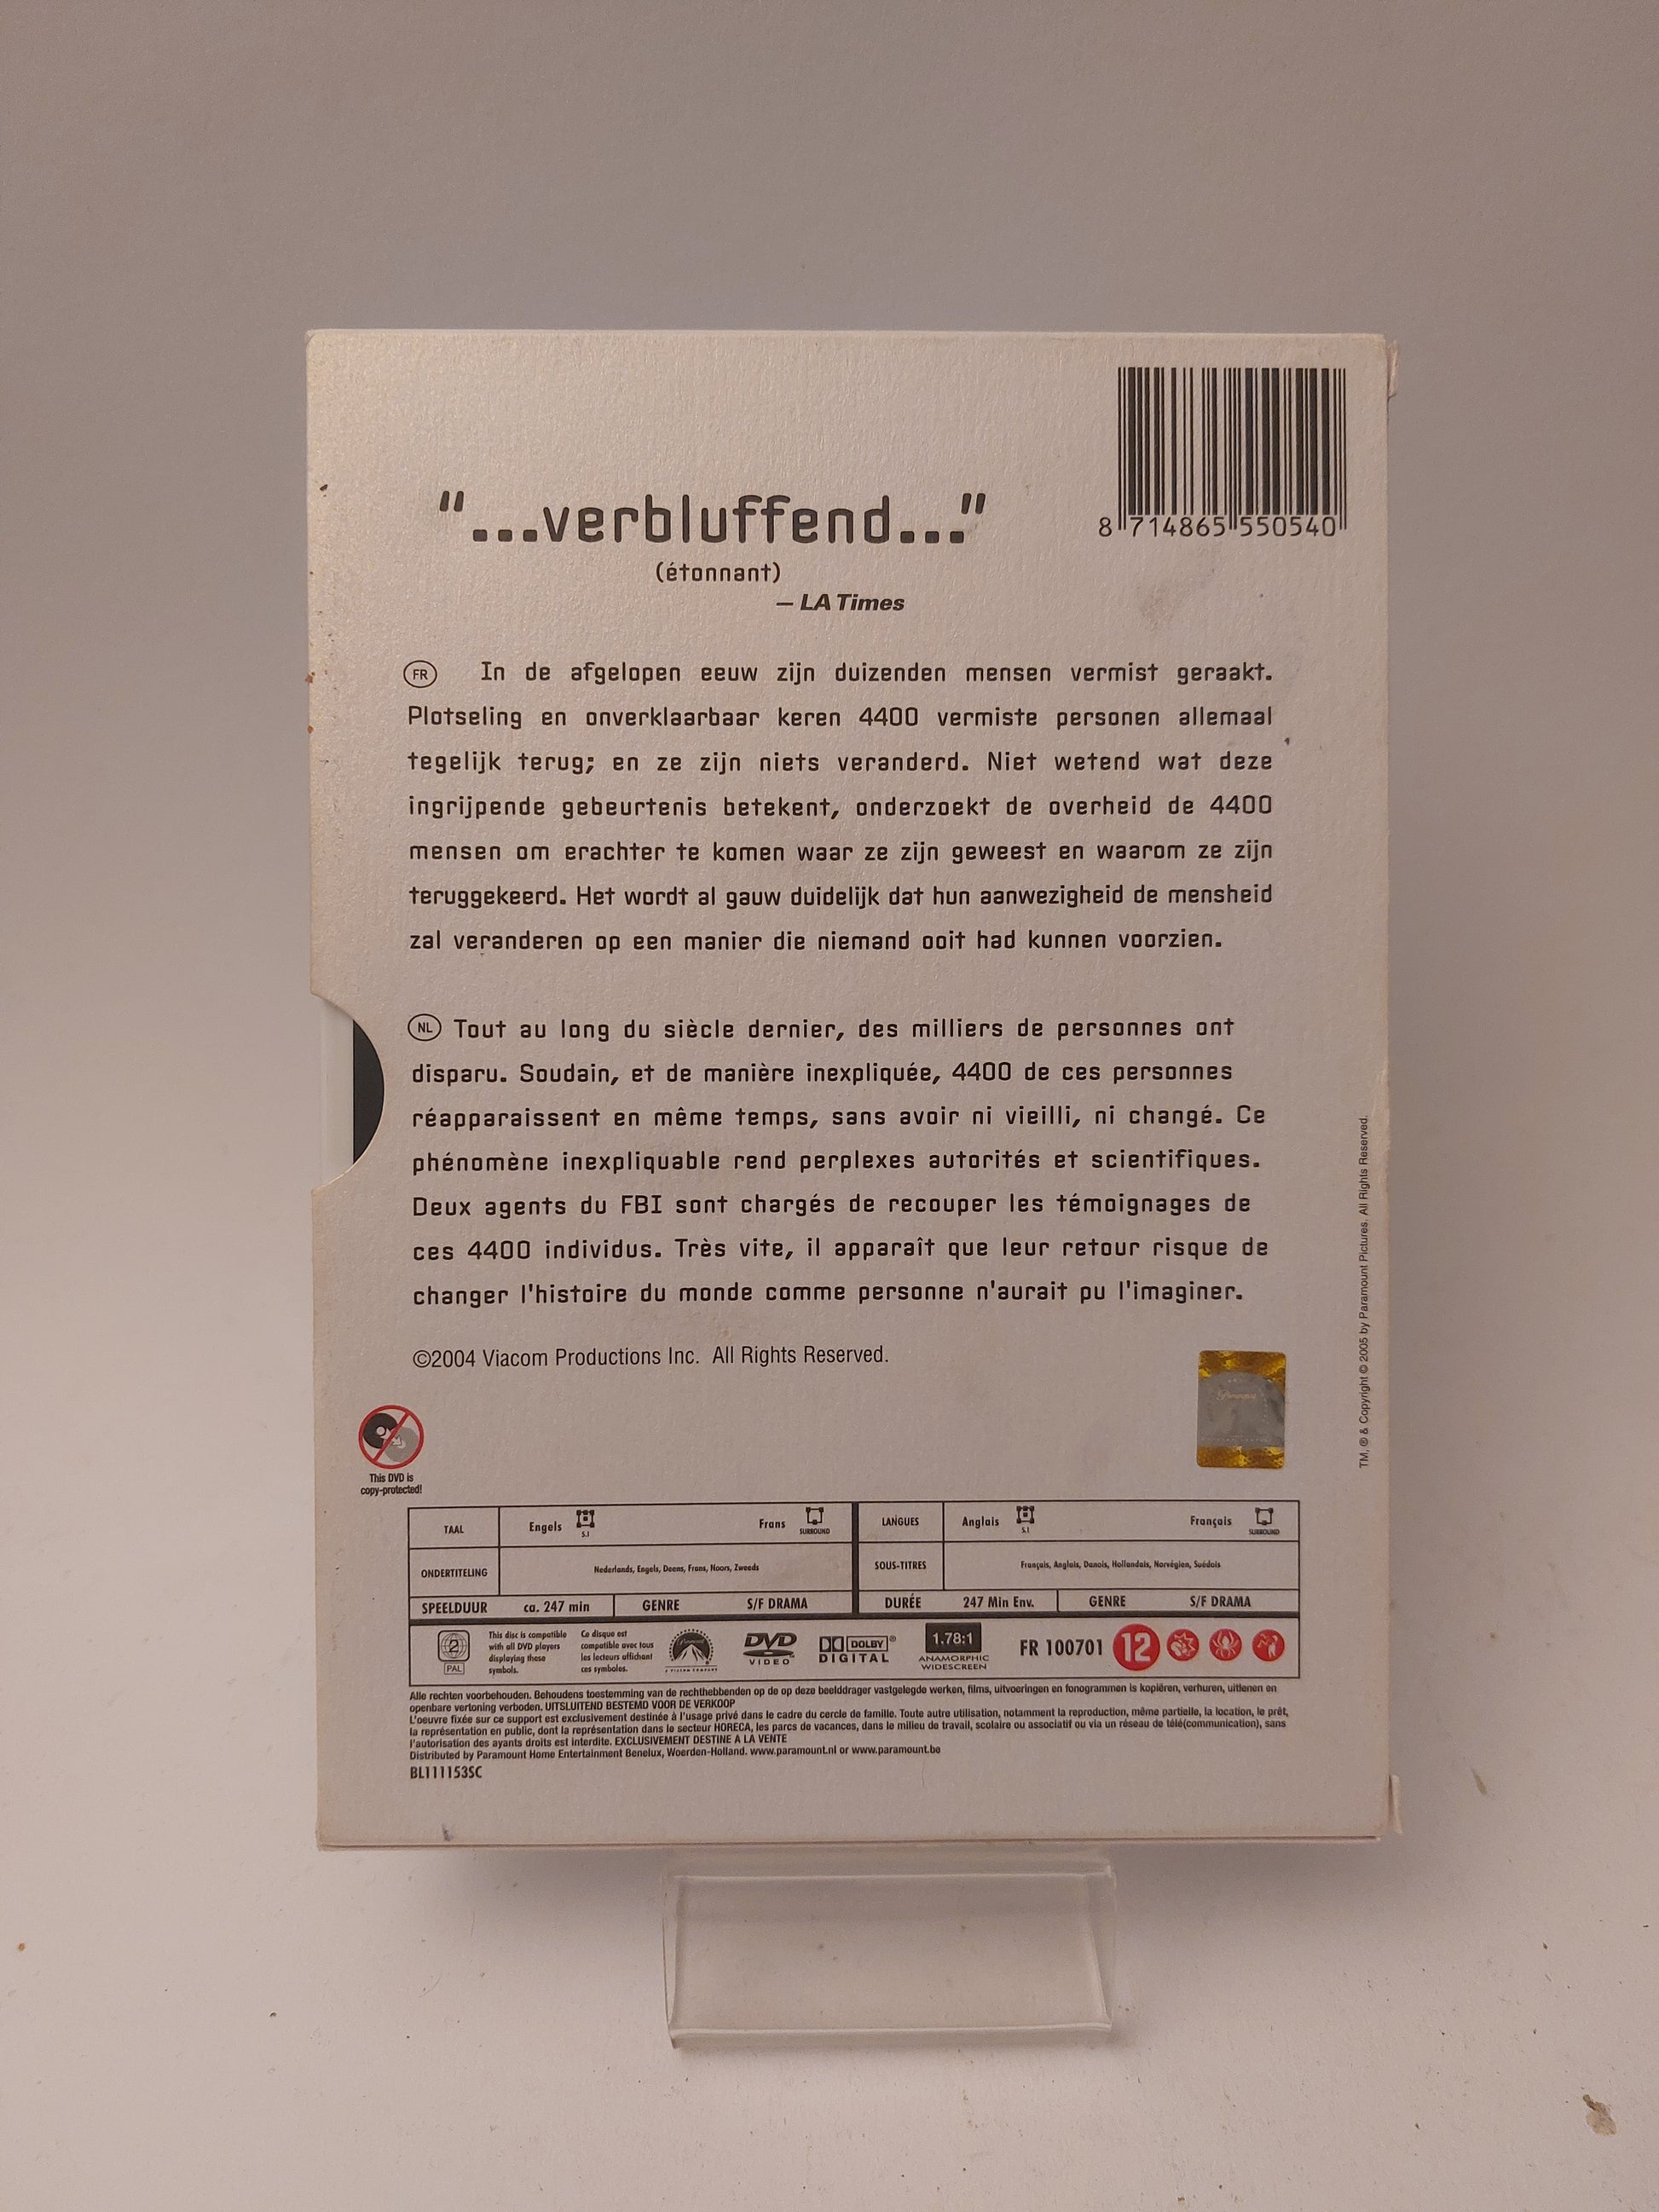 8 714865 550540
"...verbluffend..."
(étonnant)
– LA Times
FR In de afgelopen eeuw zijn duizenden mensen vermist geraakt.
Plotseling en onverklaarbaar keren 4400 vermiste personen allemaal
tegelijk terug; en ze zijn niets veranderd. Niet wetend wat deze
ingrijpende gebeurtenis betekent, onderzoekt de overheid de 4400
mensen om erachter te komen waar ze zijn geweest en waarom ze zijn
teruggekeerd. Het wordt al gauw duidelijk dat hun aanwezigheid de mensheid
zal veranderen op een manier die niemand ooit had kunnen voorzien.
NL Tout au long du siècle dernier, des milliers de personnes ont
disparu. Soudain, et de manière inexpliquée, 4400 de ces personnes
réapparaissent en même temps, sans avoir ni vieilli, ni changé. Ce
phénomène inexpliquable rend perplexes autorités et scientifiques.
Deux agents du FBI sont chargés de recouper les témoignages de
ces 4400 individus. Très vite, il apparaît que leur retour risque de
changer l'histoire du monde comme personne n'aurait pu l'imaginer.
©2004 Viacom Productions Inc. All Rights Reserved.
TM, ® & Copyright © 2005 by Paramount Pictures. All Rights Reserved.
This DVD is
copy-protected!
TAAL Engels 5.1 Frans SURROUND LANGUES Anglais 5.1 Français SURROUND
ONDERTITELING Nederlands, Engels, Deens, Frans, Noors, Zweeds SOUS-TITRES Français, Anglais, Danois, Hollandais, Norvégien, Suédois
SPEELDUUR ca. 247 min GENRE S/F DRAMA DURÉE 247 Min Env. GENRE S/F DRAMA
2 PAL
This disc is compatible
with all DVD players
displaying these
symbols.
Ce disque est
compatible avec tous
les lecteurs affichant
ces symboles.
Paramount
A VIACOM COMPANY
DVD VIDEO
DOLBY DIGITAL
1.78:1
ANAMORPHIC
WIDESCREEN
FR 100701
12
Alle rechten voorbehouden. Behoudens toestemming van de rechthebbenden op de op deze beelddrager vastgelegde werken, films, uitvoeringen en fonogrammen is kopiëren, verhuren, uitlenen en
openbare vertoning verboden. UITSLUITEND BESTEMD VOOR DE VERKOOP
L'oeuvre fixée sur ce support est exclusivement destinée à l'usage privé dans le cadre du cercle de famille. Toute autre utilisation, notamment la reproduction, même partielle, la location, le prêt,
la représentation en public, dont la représentation dans le secteur HORECA, les parcs de vacances, dans le milieu de travail, scolaire ou associatif ou via un réseau de télé(communication), sans
l'autorisation des ayants droits est interdite. EXCLUSIVEMENT DESTINE A LA VENTE
Distributed by Paramount Home Entertainment Benelux, Woerden-Holland. www.paramount.nl or www.paramount.be
BL111153SC